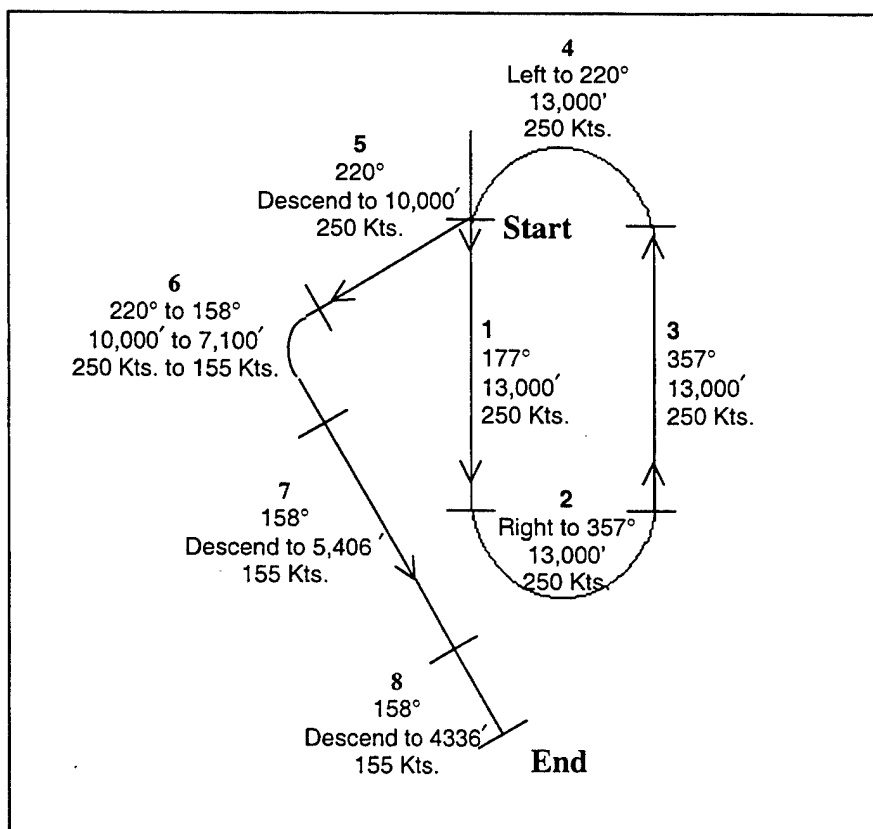 4
Left to 220°
13,000’
250 Kts.
5
220°
Descend to 10,000′
250 Kts.
Start
6
220° to 158°
10,000′ to 7,100′
250 Kts. to 155 Kts.
1
177°
13,000′
250 Kts.
3
357°
13,000′
250 Kts.
2
Right to 357°
13,000’
250 Kts.
7
158°
Descend to 5,406 ′
155 Kts.
8
158°
Descend to 4336′
155 Kts.
End